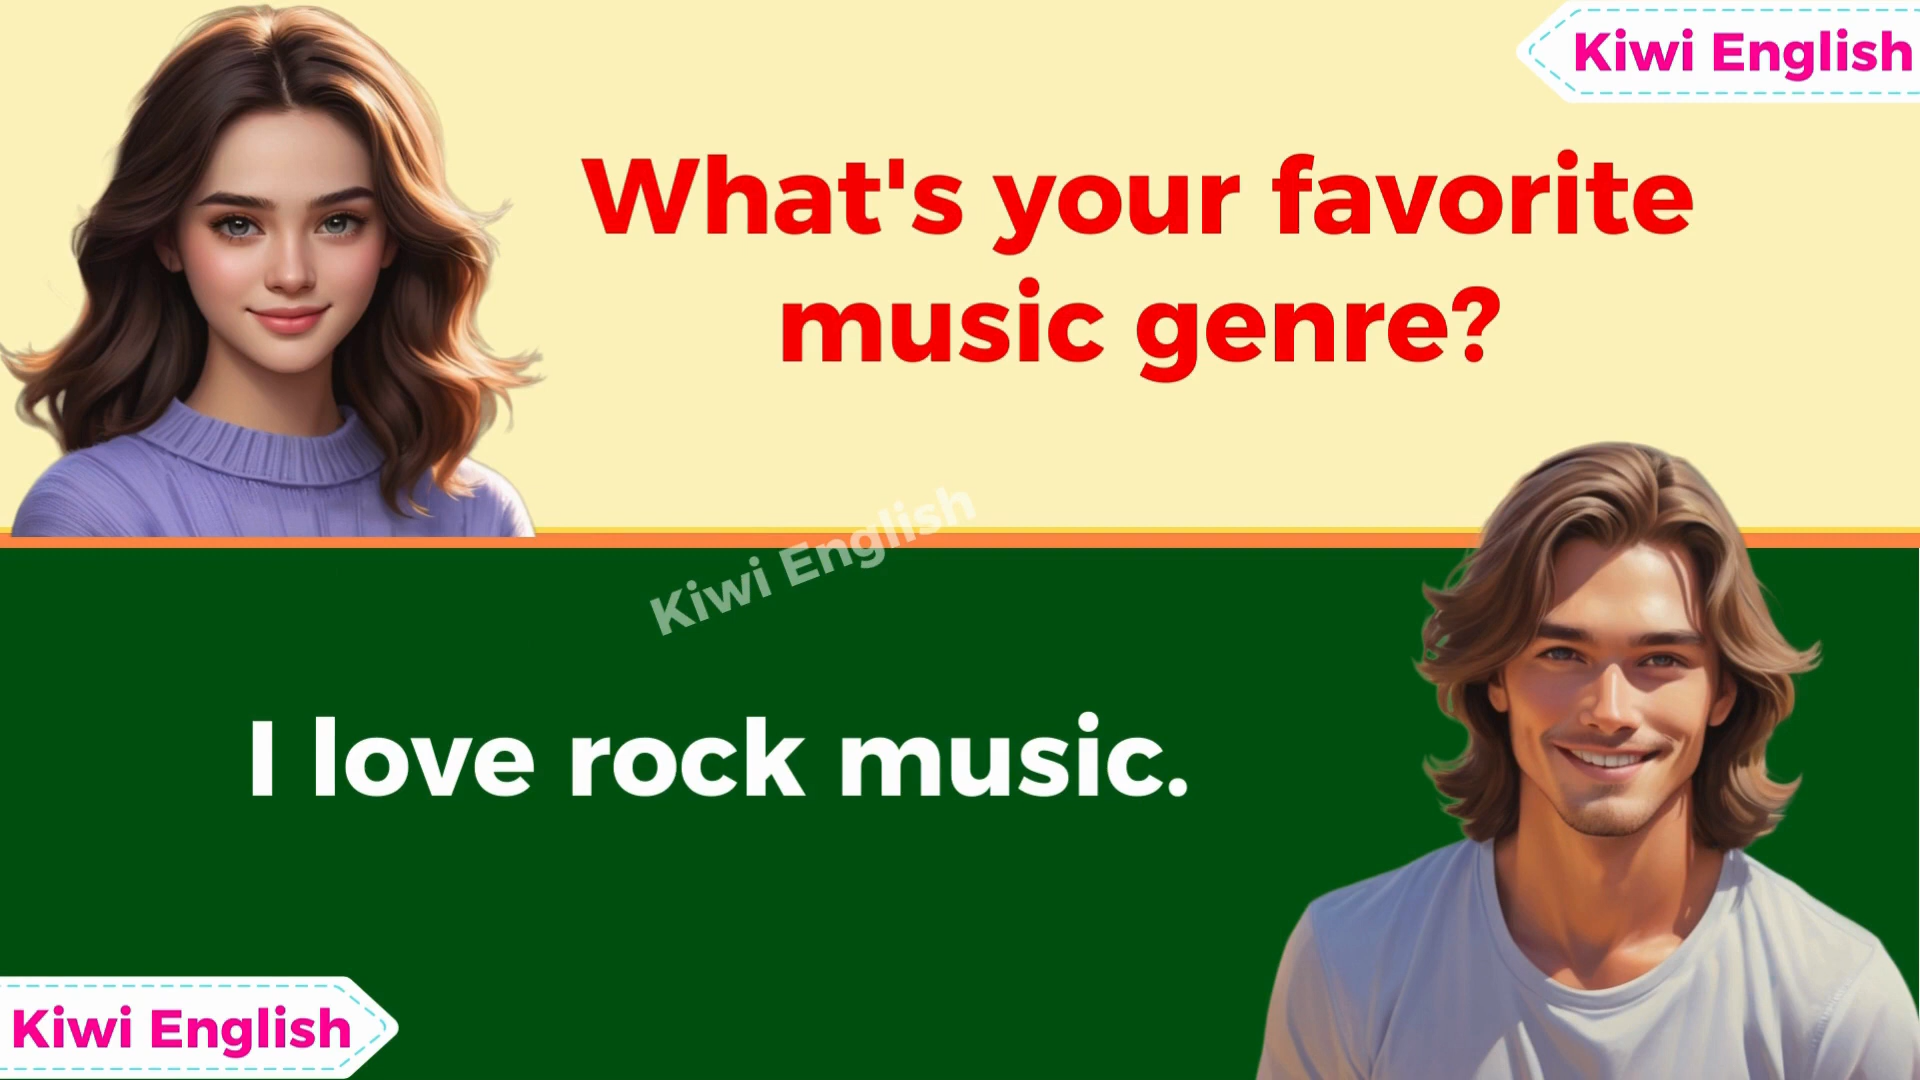 Kiwi English
What's your favorite
music genre?
Kiwi English
I love rock music.
Kiwi English